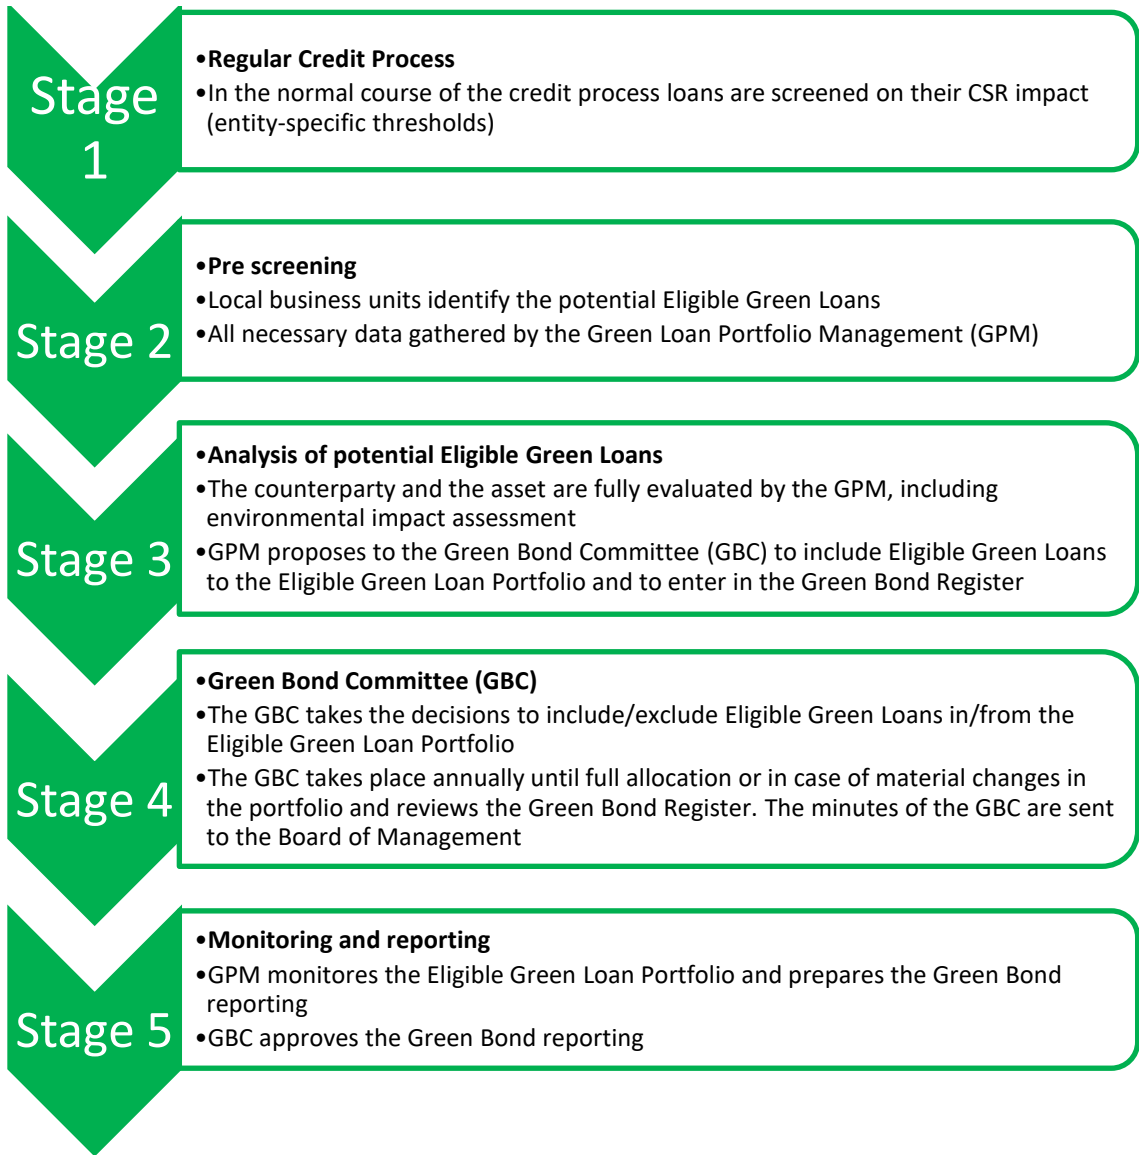 Stage
1
•Regular Credit Process
•In the normal course of the credit process loans are screened on their CSR impact
(entity-specific thresholds)
Stage 2
•Pre screening
•Local business units identify the potential Eligible Green Loans
•All necessary data gathered by the Green Loan Portfolio Management (GPM)
Stage 3
•Analysis of potential Eligible Green Loans
•The counterparty and the asset are fully evaluated by the GPM, including
environmental impact assessment
•GPM proposes to the Green Bond Committee (GBC) to include Eligible Green Loans
to the Eligible Green Loan Portfolio and to enter in the Green Bond Register
Stage 4
•Green Bond Committee (GBC)
•The GBC takes the decisions to include/exclude Eligible Green Loans in/from the
Eligible Green Loan Portfolio
•The GBC takes place annually until full allocation or in case of material changes in
the portfolio and reviews the Green Bond Register. The minutes of the GBC are sent
to the Board of Management
Stage 5
•Monitoring and reporting
•GPM monitores the Eligible Green Loan Portfolio and prepares the Green Bond
reporting
•GBC approves the Green Bond reporting